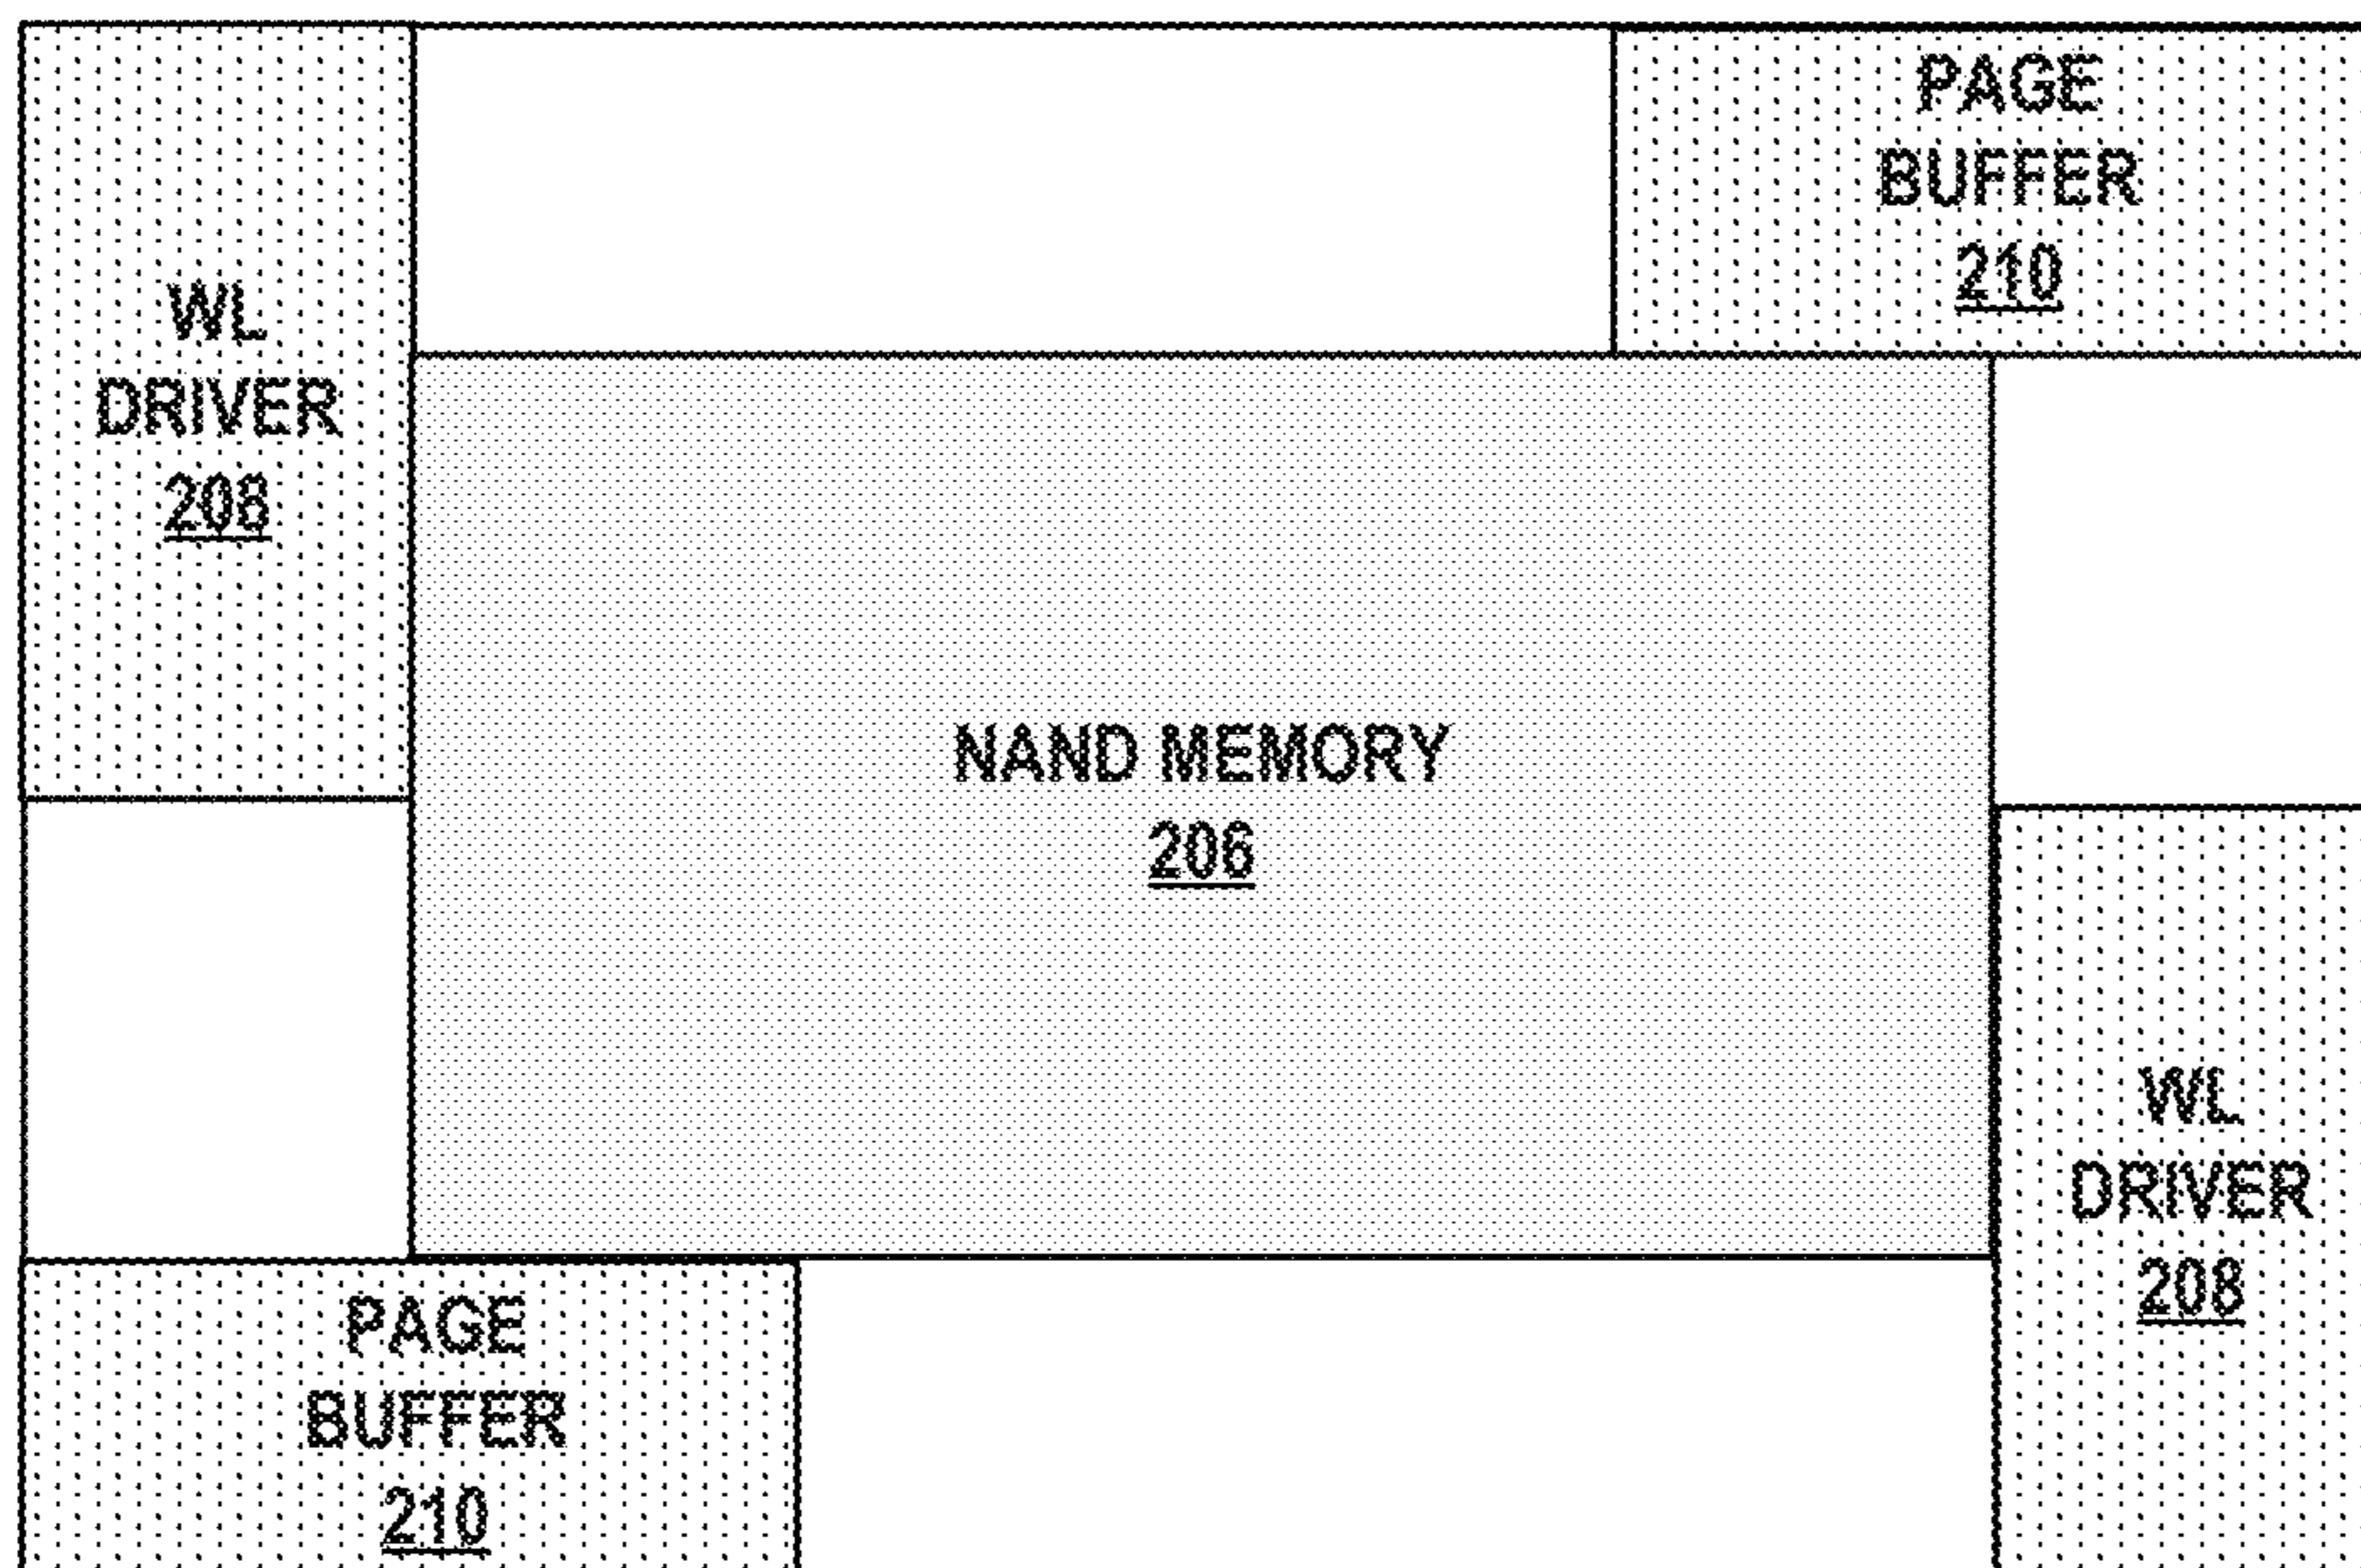 PAGE
BUFFER
210
WL
DRIVER
208
NAND MEMORY
206
WL
DRIVER
208
PAGE
BUFFER
210